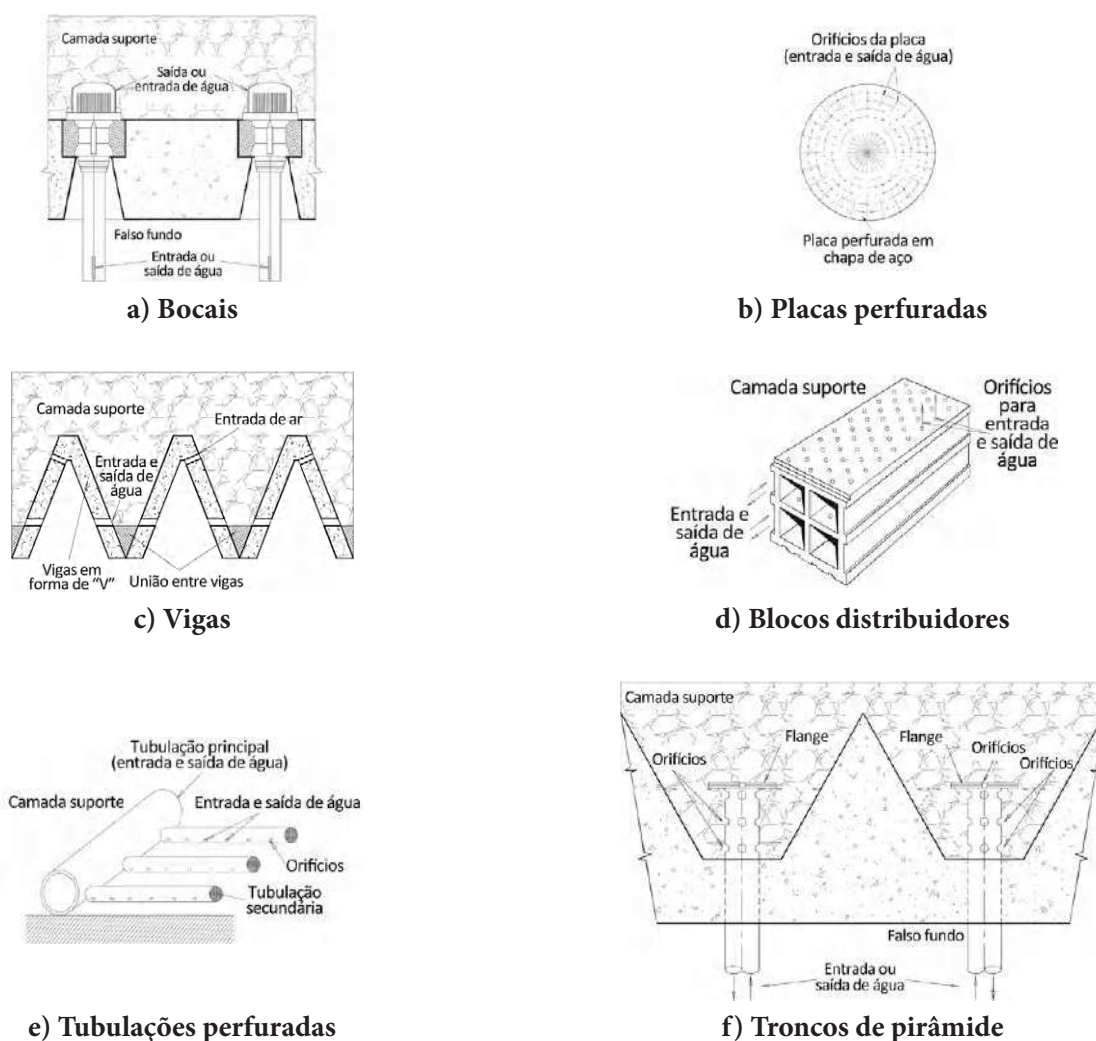 Camada suporte
Saída ou
entrada de água
Falso fundo
Entrada ou
saída de água
a) Bocais
Orifícios da placa
(entrada e saída de água)
Placa perfurada em
chapa de aço
b) Placas perfuradas
Camada suporte
Entrada de ar
Entrada e
saída de
água
Vigas em
forma de "V"
União entre vigas
c) Vigas
Camada suporte
Orifícios
para
entrada
e saída de
água
Entrada e
saída de
água
d) Blocos distribuidores
Tubulação principal
(entrada e saída de água)
Camada suporte
Entrada e saída de água
Orifícios
Tubulação
secundária
e) Tubulações perfuradas
Camada suporte
Flange
Flange
Orifícios
Orifícios
Orifícios
Falso fundo
Entrada ou
saída de água
f) Troncos de pirâmide